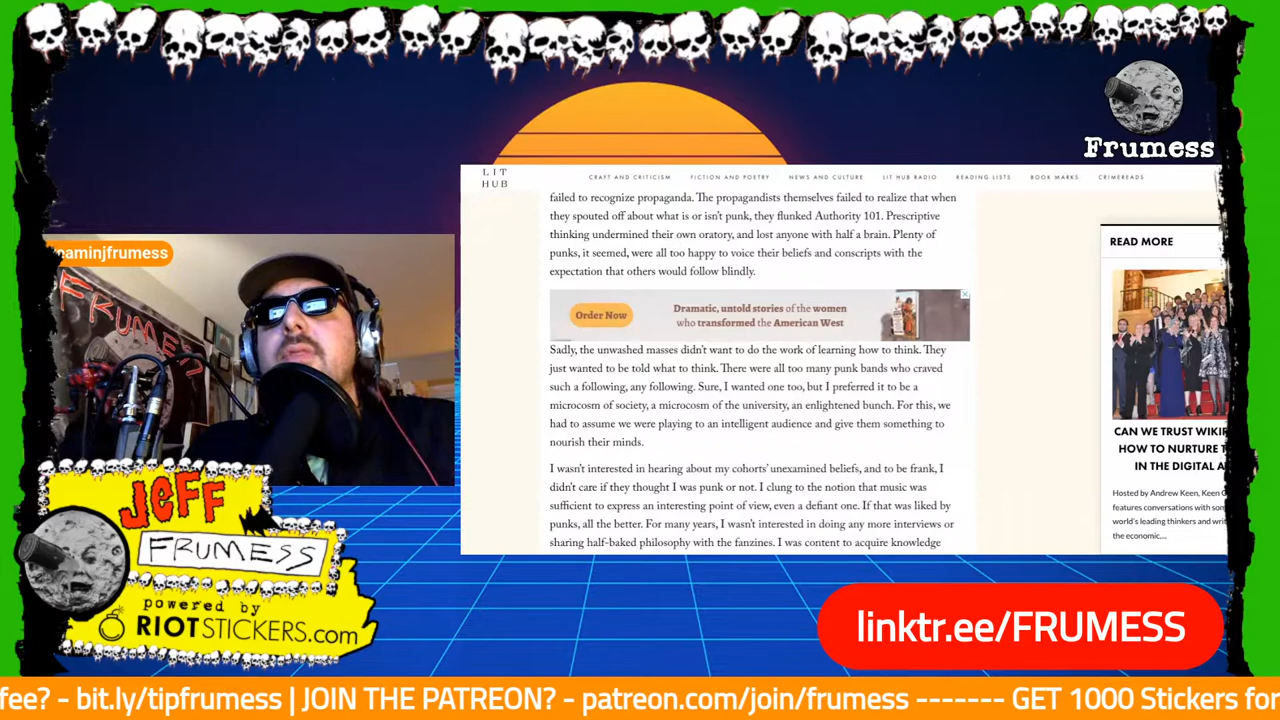 Frumess
LIT
HUB
CRAFT AND CRITICISM
FICTION AND POETRY
NEWS AND CULTURE
LIT HUB RADIO
READING LISTS
BOOK MARKS
CRIMEREADS
failed to recognize propaganda. The propagandists themselves failed to realize that when
they spouted off about what is or isn't punk, they flunked Authority 101. Prescriptive
thinking undermined their own oratory, and lost anyone with half a brain. Plenty of
punks, it seemed, were all too happy to voice their beliefs and conscripts with the
expectation that others would follow blindly.
Order Now
Dramatic, untold stories of the women
who transformed the American West
Sadly, the unwashed masses didn't want to do the work of learning how to think. They
just wanted to be told what to think. There were all too many punk bands who craved
such a following, any following. Sure, I wanted one too, but I preferred it to be a
microcosm of society, a microcosm of the university, an enlightened bunch. For this, we
had to assume we were playing to an intelligent audience and give them something to
nourish their minds.
I wasn't interested in hearing about my cohorts' unexamined beliefs, and to be frank, I
didn't care if they thought I was punk or not. I clung to the notion that music was
sufficient to express an interesting point of view, even a defiant one. If that was liked by
punks, all the better. For many years, I wasn't interested in doing any more interviews or
sharing half-baked philosophy with the fanzines. I was content to acquire knowledge
READ MORE
CAN WE TRUST WIKI
HOW TO NURTURE T
IN THE DIGITAL A
Hosted by Andrew Keen, Keen
features conversations with som
world's leading thinkers and writ
the economic,...
eaminjfrumess
FRUMES
JEFF
FRUMESS
powered by
RIOTSTICKERS.com
linktr.ee/FRUMESS
fee? - bit.ly/tipfrumess | JOIN THE PATREON? - patreon.com/join/frumess ------- GET 1000 Stickers for